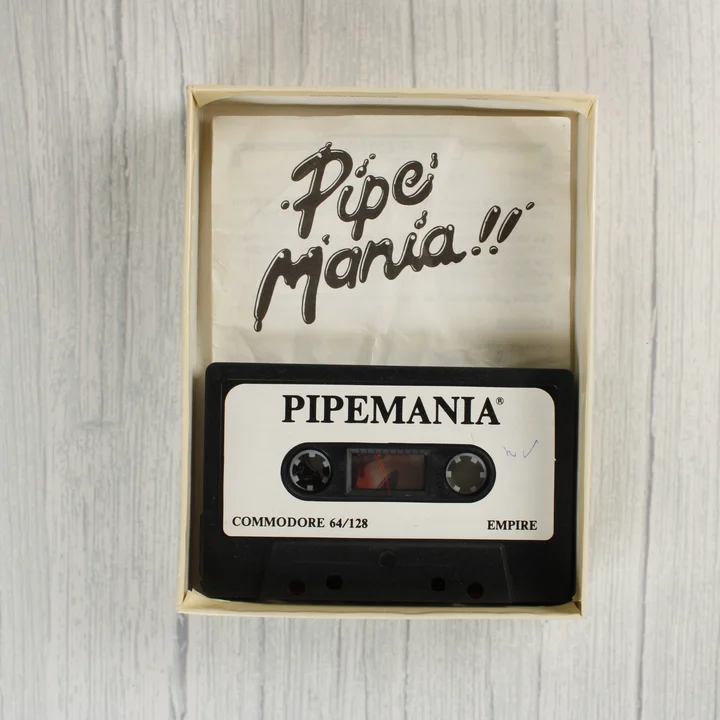 Pipe
Mania!!
PIPEMANIA®
COMMODORE 64/128
EMPIRE